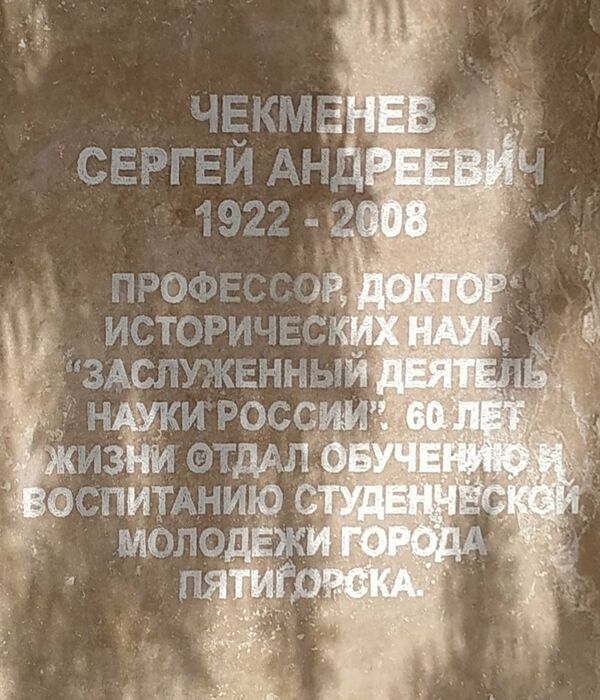 ЧЕКМЕНЕВ
СЕРГЕЙ АНДРЕЕВИЧ
1922 - 2008
ПРОФЕССОР, ДОКТОР
ИСТОРИЧЕСКИХ НАУК,
“ЗАСЛУЖЕННЫЙ ДЕЯТЕЛЬ
НАУКИ РОССИИ”. 60 ЛЕТ
ЖИЗНИ ОТДАЛ ОБУЧЕНИЮ И
ВОСПИТАНИЮ СТУДЕНЧЕСКОЙ
МОЛОДЕЖИ ГОРОДА
ПЯТИГОРСКА.